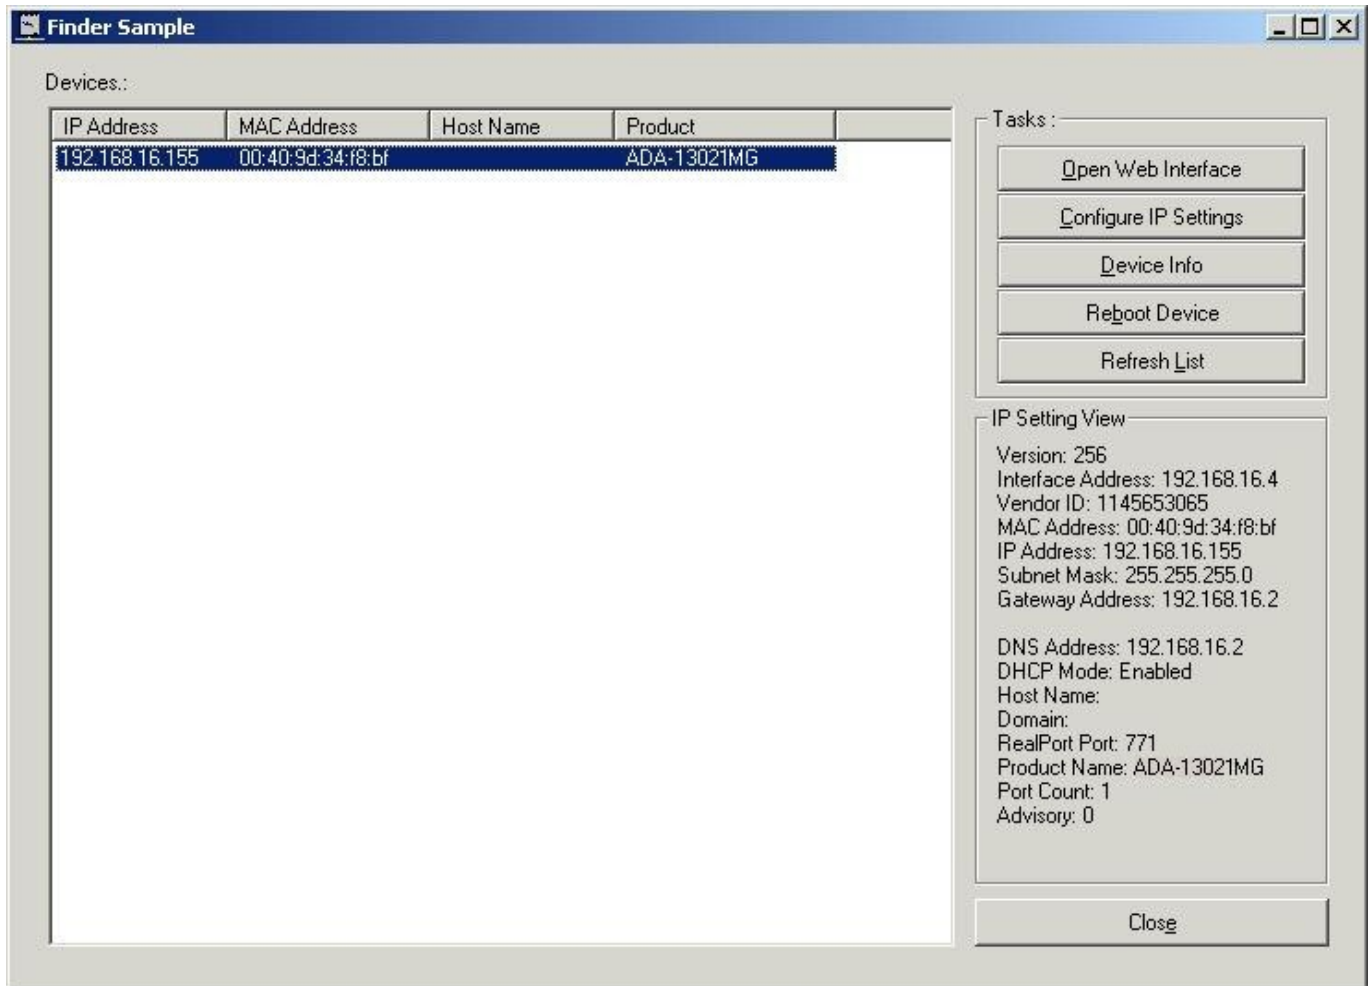 Finder Sample
Devices.:
IP Address MAC Address Host Name Product
192.168.16.155 00:40:9d:34:f8:bf ADA-13021MG
Tasks :
Open Web Interface
Configure IP Settings
Device Info
Reboot Device
Refresh List
IP Setting View
Version: 256
Interface Address: 192.168.16.4
Vendor ID: 1145653065
MAC Address: 00:40:9d:34:f8:bf
IP Address: 192.168.16.155
Subnet Mask: 255.255.255.0
Gateway Address: 192.168.16.2
DNS Address: 192.168.16.2
DHCP Mode: Enabled
Host Name:
Domain:
RealPort Port: 771
Product Name: ADA-13021MG
Port Count: 1
Advisory: 0
Close